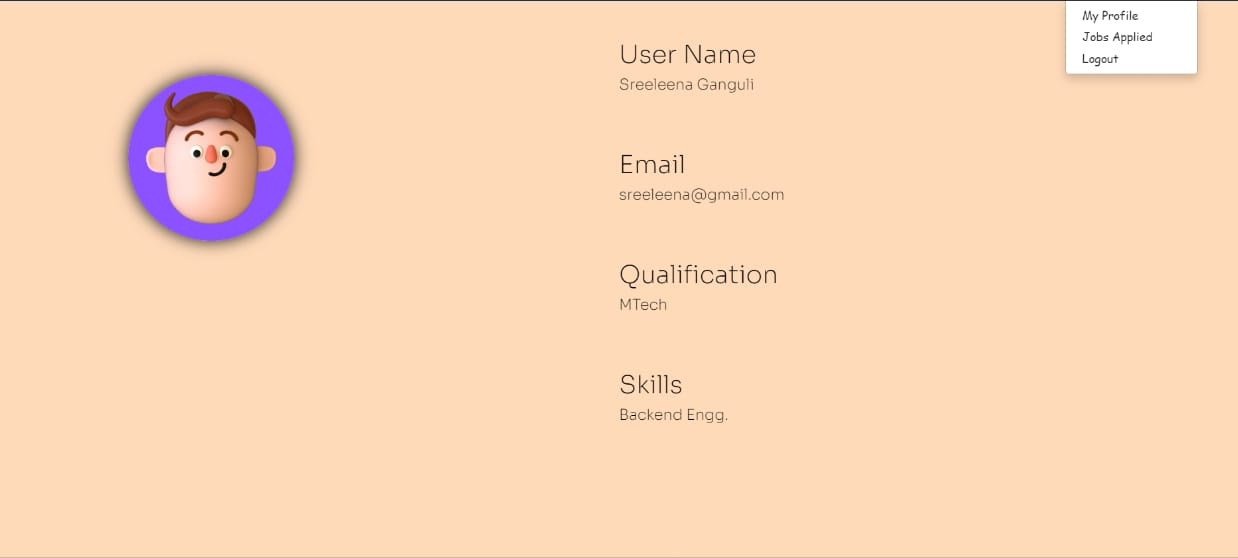 My Profile
Jobs Applied
Logout
User Name
Sreeleena Ganguli
Email
sreeleena@gmail.com
Qualification
MTech
Skills
Backend Engg.